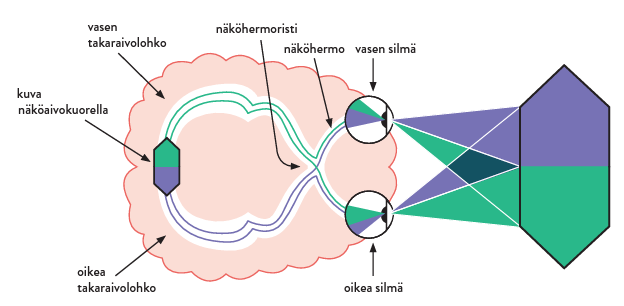 vasen
takaraivolohko
näköhermoristi
näköhermo
vasen silmä
kuva
näköaivokuorella
oikea
takaraivolohko
oikea silmä